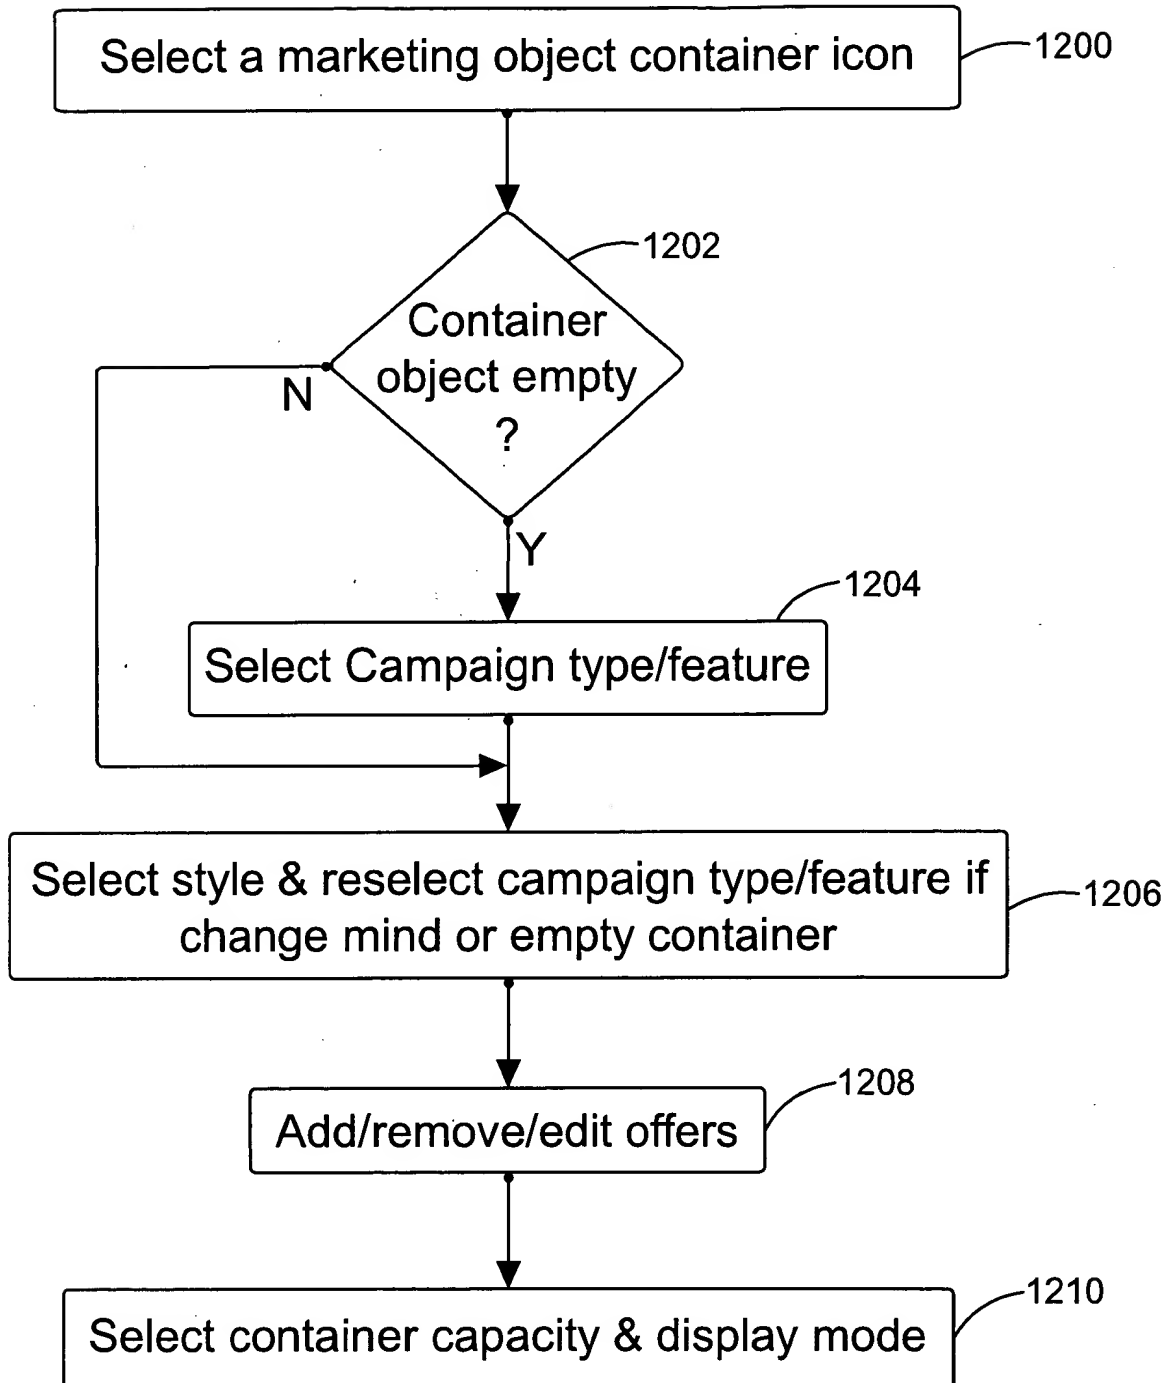 Select a marketing object container icon
1200
1202
Container
object empty
?
N
Y
1204
Select Campaign type/feature
Select style & reselect campaign type/feature if
change mind or empty container
1206
1208
Add/remove/edit offers
1210
Select container capacity & display mode